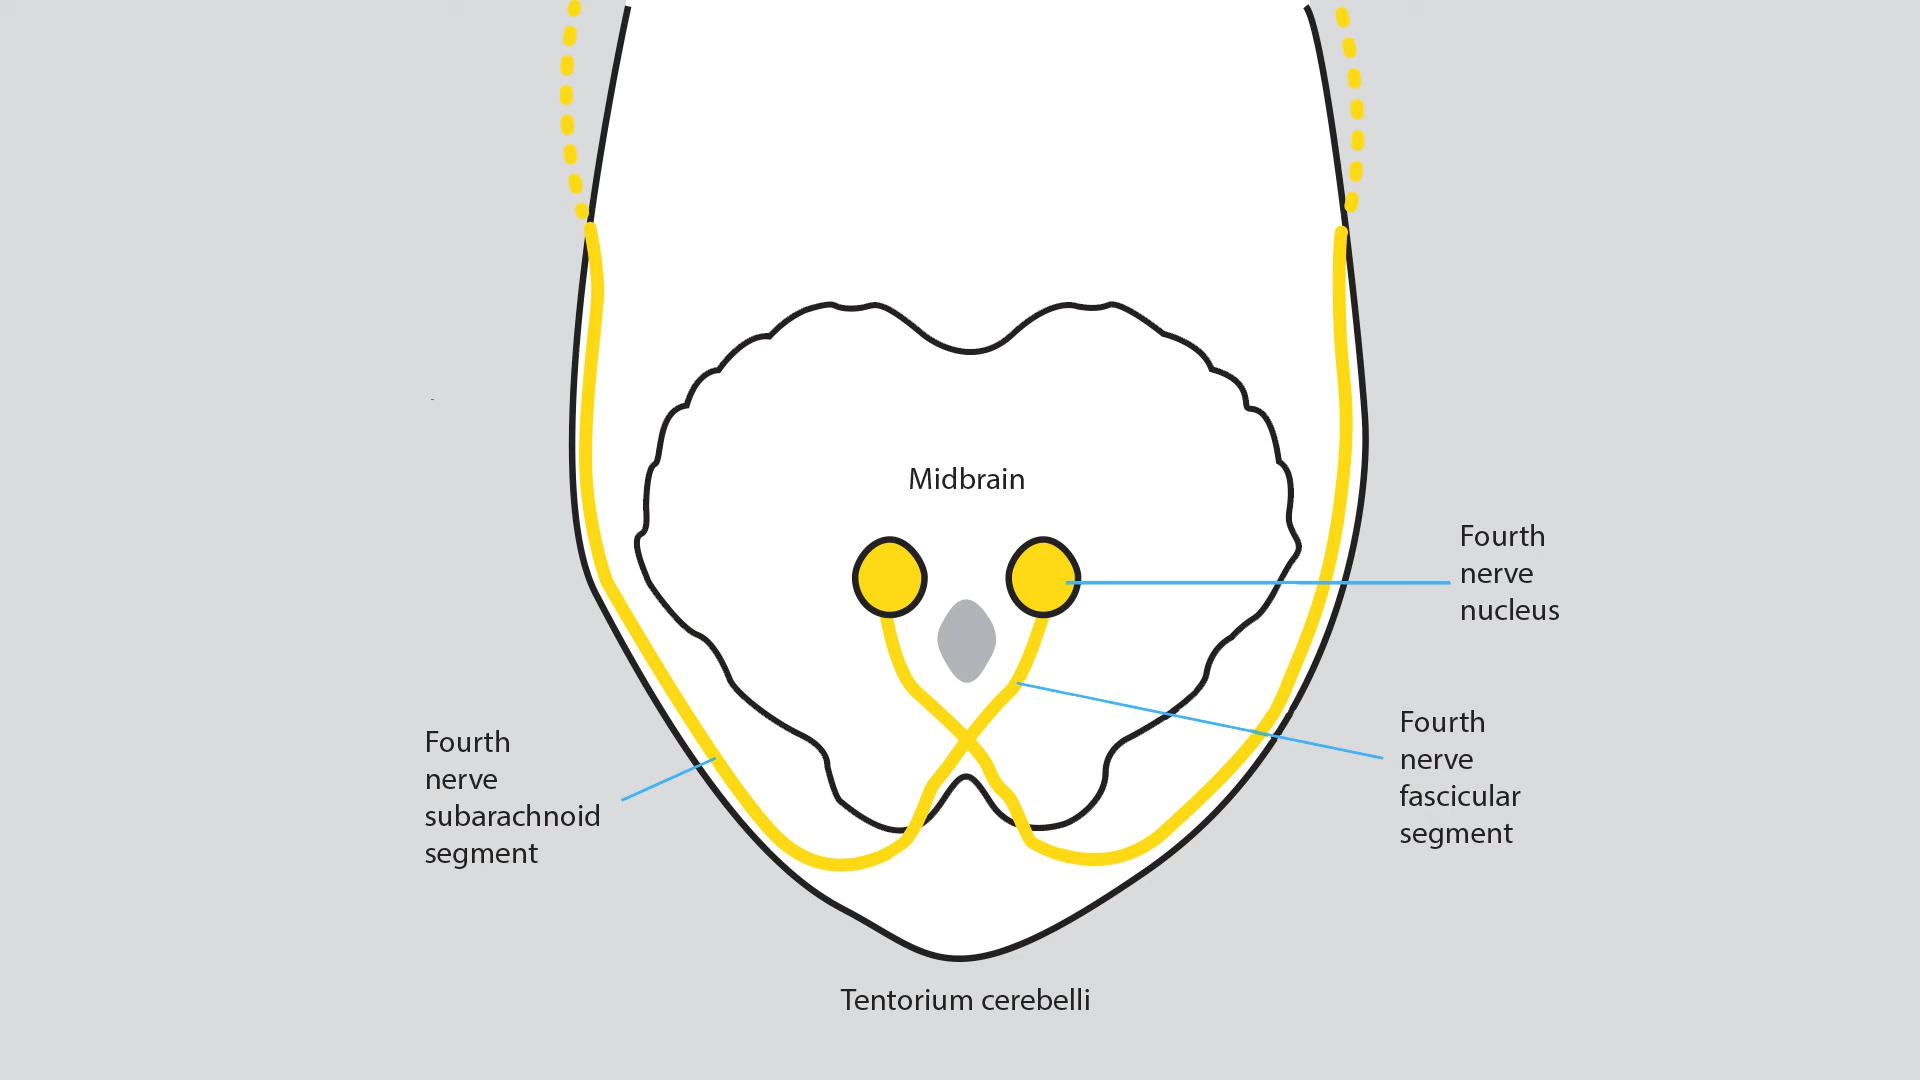 Midbrain
Fourth
nerve
nucleus
Fourth
nerve
fascicular
segment
Fourth
nerve
subarachnoid
segment
Tentorium cerebelli